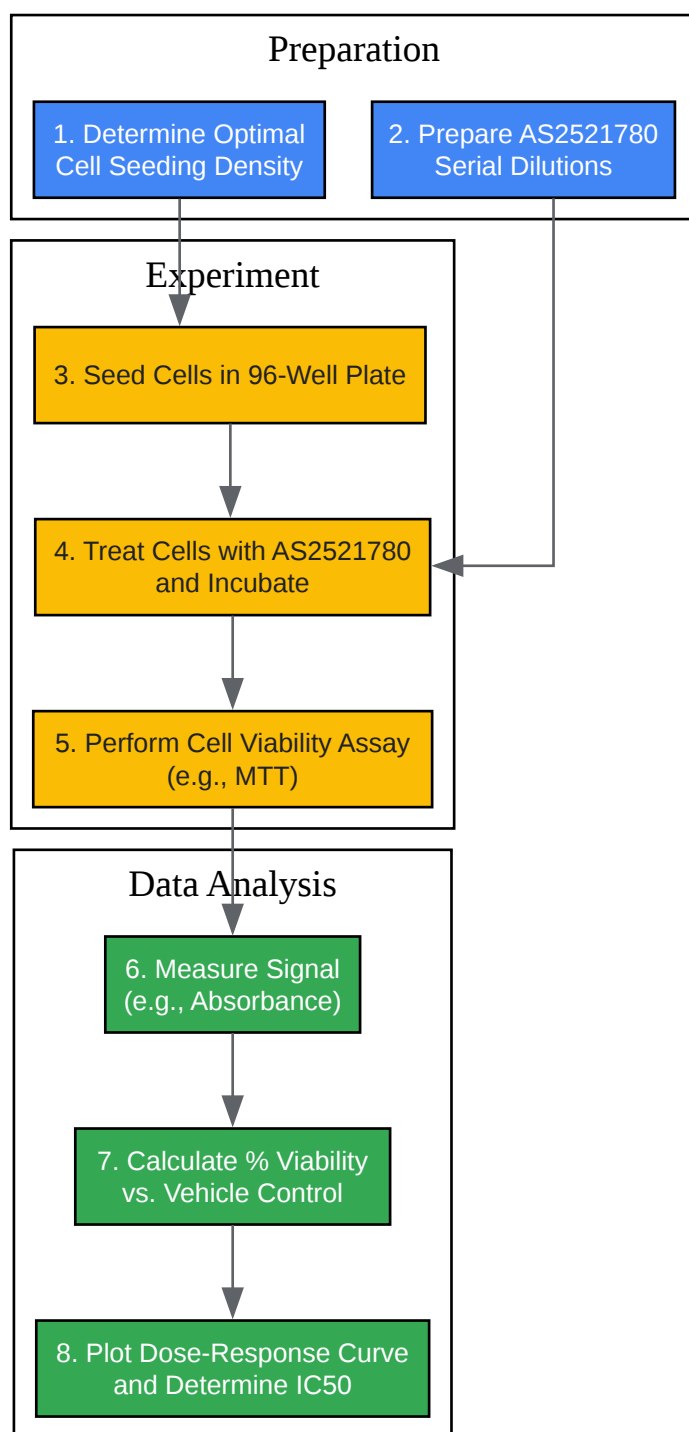 Preparation
1. Determine Optimal
Cell Seeding Density
2. Prepare AS2521780
Serial Dilutions
Experiment
3. Seed Cells in 96-Well Plate
4. Treat Cells with AS2521780
and Incubate
5. Perform Cell Viability Assay
(e.g., MTT)
Data Analysis
6. Measure Signal
(e.g., Absorbance)
7. Calculate % Viability
vs. Vehicle Control
8. Plot Dose-Response Curve
and Determine IC50